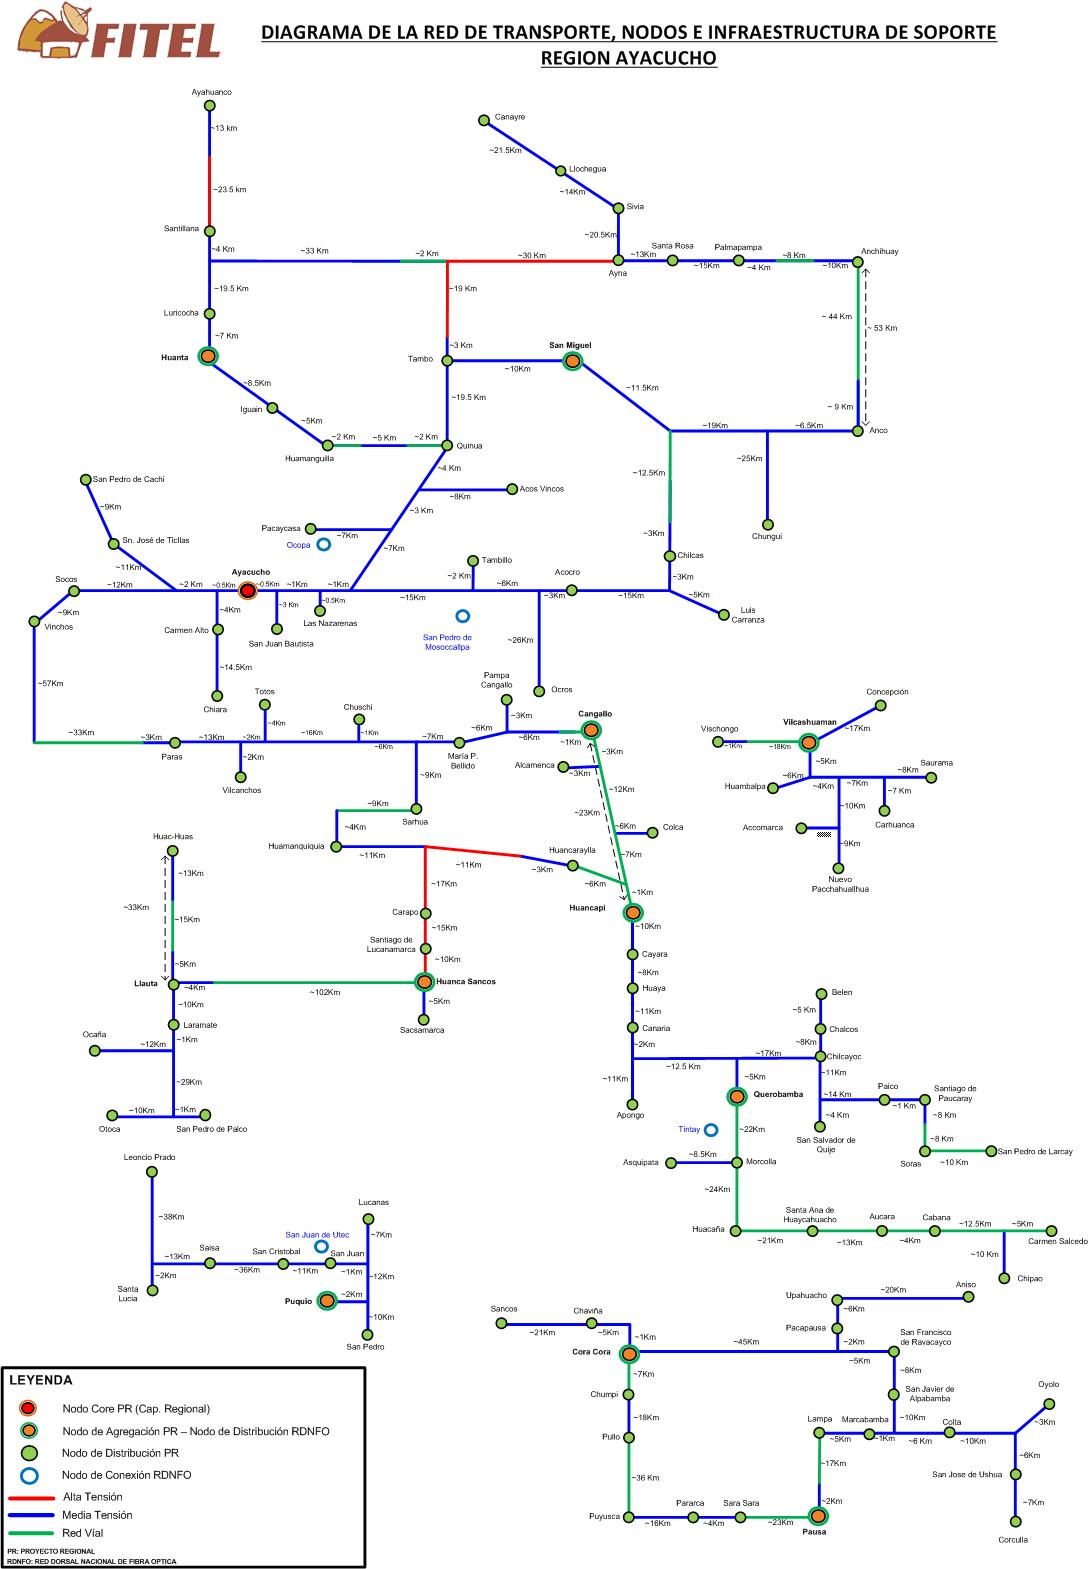 FITEL
DIAGRAMA DE LA RED DE TRANSPORTE, NODOS E INFRAESTRUCTURA DE SOPORTE
REGION AYACUCHO
Ayahuanco
~13 km
~23.5 km
Santillana
~4 Km
~33 Km
~2 Km
~30 Km
~19.5 Km
Luricocha
~7 Km
Huanta
~8.5Km
Iguain
~5Km
Huamanguilla
~2 Km
~5 Km
~2 Km
Quinua
Canayre
~21.5Km
Llochegua
~14Km
Sivia
~20.5Km
Ayna
~13Km
Santa Rosa
~15Km
Palmapampa
~4 Km
~8 Km
~10Km
Anchihuay
~ 44 Km
~ 53 Km
~ 9 Km
Anco
~19 Km
~3 Km
Tambo
~10Km
San Miguel
~19.5Km
~11.5Km
~19Km
~6.5Km
~25Km
Chungui
~12.5Km
~3Km
Chilcas
~3Km
~5Km
Luis
Carranza
~4 Km
~8Km
Acos Vincos
~3 Km
Pacaycasa
~7Km
Ocopa
~7Km
San Pedro de Cachi
~9Km
Sn. José de Ticllas
~11Km
Socos
~12Km
~2 Km
~0.5Km
Ayacucho
~0.5Km
~1Km
~1Km
~15Km
~9Km
Vinchos
~57Km
Carmen Alto
~4Km
~14.5Km
Chiara
~3 Km
San Juan Bautista
~0.5Km
Las Nazarenas
Tambillo
~2 Km
~6Km
San Pedro de
Mosoccallpa
~3Km
Acocro
~15Km
~26Km
Ocros
~33Km
~3Km
Paras
~13Km
~2Km
Totos
~4Km
~2Km
Vilcanchos
~16Km
Chuschi
~1Km
~6Km
~7Km
María P.
Bellido
~6Km
Pampa
Cangallo
~3Km
~6Km
~1Km
Cangallo
~3Km
Alcamenca
~3Km
~12Km
~23Km
~6Km
Colca
~7Km
~1Km
~9Km
Sarhua
~9Km
~4Km
Huamanquiquia
~11Km
~11Km
~3Km
Huancaraylla
~6Km
Huancapi
~17Km
Carapo
~15Km
Santiago de
Lucanamarca
~10Km
Huanca Sancos
~5Km
Sacsamarca
Concepción
~17Km
Vilcashuaman
Vischongo
~1Km
~18Km
~5Km
~6Km
Huambalpa
~4Km
~7Km
~8Km
Saurama
~7 Km
Carhuanca
~10Km
Accomarca
~9Km
Nuevo
Pacchahuallhua
Huac-Huas
~13Km
~33Km
~15Km
~5Km
Llauta
~4Km
~102Km
~10Km
Laramate
~1Km
Ocaña
~12Km
~29Km
~10Km
~1Km
Otoca
San Pedro de Palco
~10Km
Cayara
~8Km
Huaya
~11Km
Canaria
~2Km
~11Km
Apongo
~12.5 Km
~17Km
~5Km
Querobamba
Belen
~5 Km
Chalcos
~8Km
Chilcayoc
~11Km
~14 Km
Paico
~1 Km
Santiago de
Paucaray
~8 Km
~8 Km
Soras
~10 Km
San Pedro de Larcay
~4 Km
San Salvador de
Quije
Tintay
~22Km
Asquipata
~8.5Km
Morcolla
~24Km
Huacaña
~21Km
Santa Ana de
Huaycahuacho
~13Km
Aucara
~4Km
Cabana
~12.5Km
~5Km
Carmen Salcedo
~10 Km
Chipao
Leoncio Prado
~38Km
~13Km
~2Km
Santa
Lucia
Saisa
~36Km
San Cristobal
~11Km
San Juan de Utec
San Juan
~1Km
Lucanas
~7Km
~12Km
Puquio
~2Km
~10Km
San Pedro
Sancos
~21Km
Chaviña
~5Km
~1Km
Cora Cora
~45Km
Upahuacho
~20Km
Aniso
~6Km
Pacapausa
~2Km
~5Km
San Francisco
de Ravacayco
~8Km
San Javier de
Alpabamba
~10Km
~7Km
Chumpi
~18Km
Pullo
~36 Km
Puyusca
~16Km
Pararca
~4Km
Sara Sara
~23Km
Pausa
~2Km
~17Km
Lampa
~5Km
Marcabamba
~1Km
~6 Km
Colta
~10Km
Oyolo
~3Km
~6Km
San Jose de Ushua
~7Km
Corculla
LEYENDA
Nodo Core PR (Cap. Regional)
Nodo de Agregación PR – Nodo de Distribución RDNFO
Nodo de Distribución PR
Nodo de Conexión RDNFO
Alta Tensión
Media Tensión
Red Víal
PR: PROYECTO REGIONAL
RDNFO: RED DORSAL NACIONAL DE FIBRA OPTICA